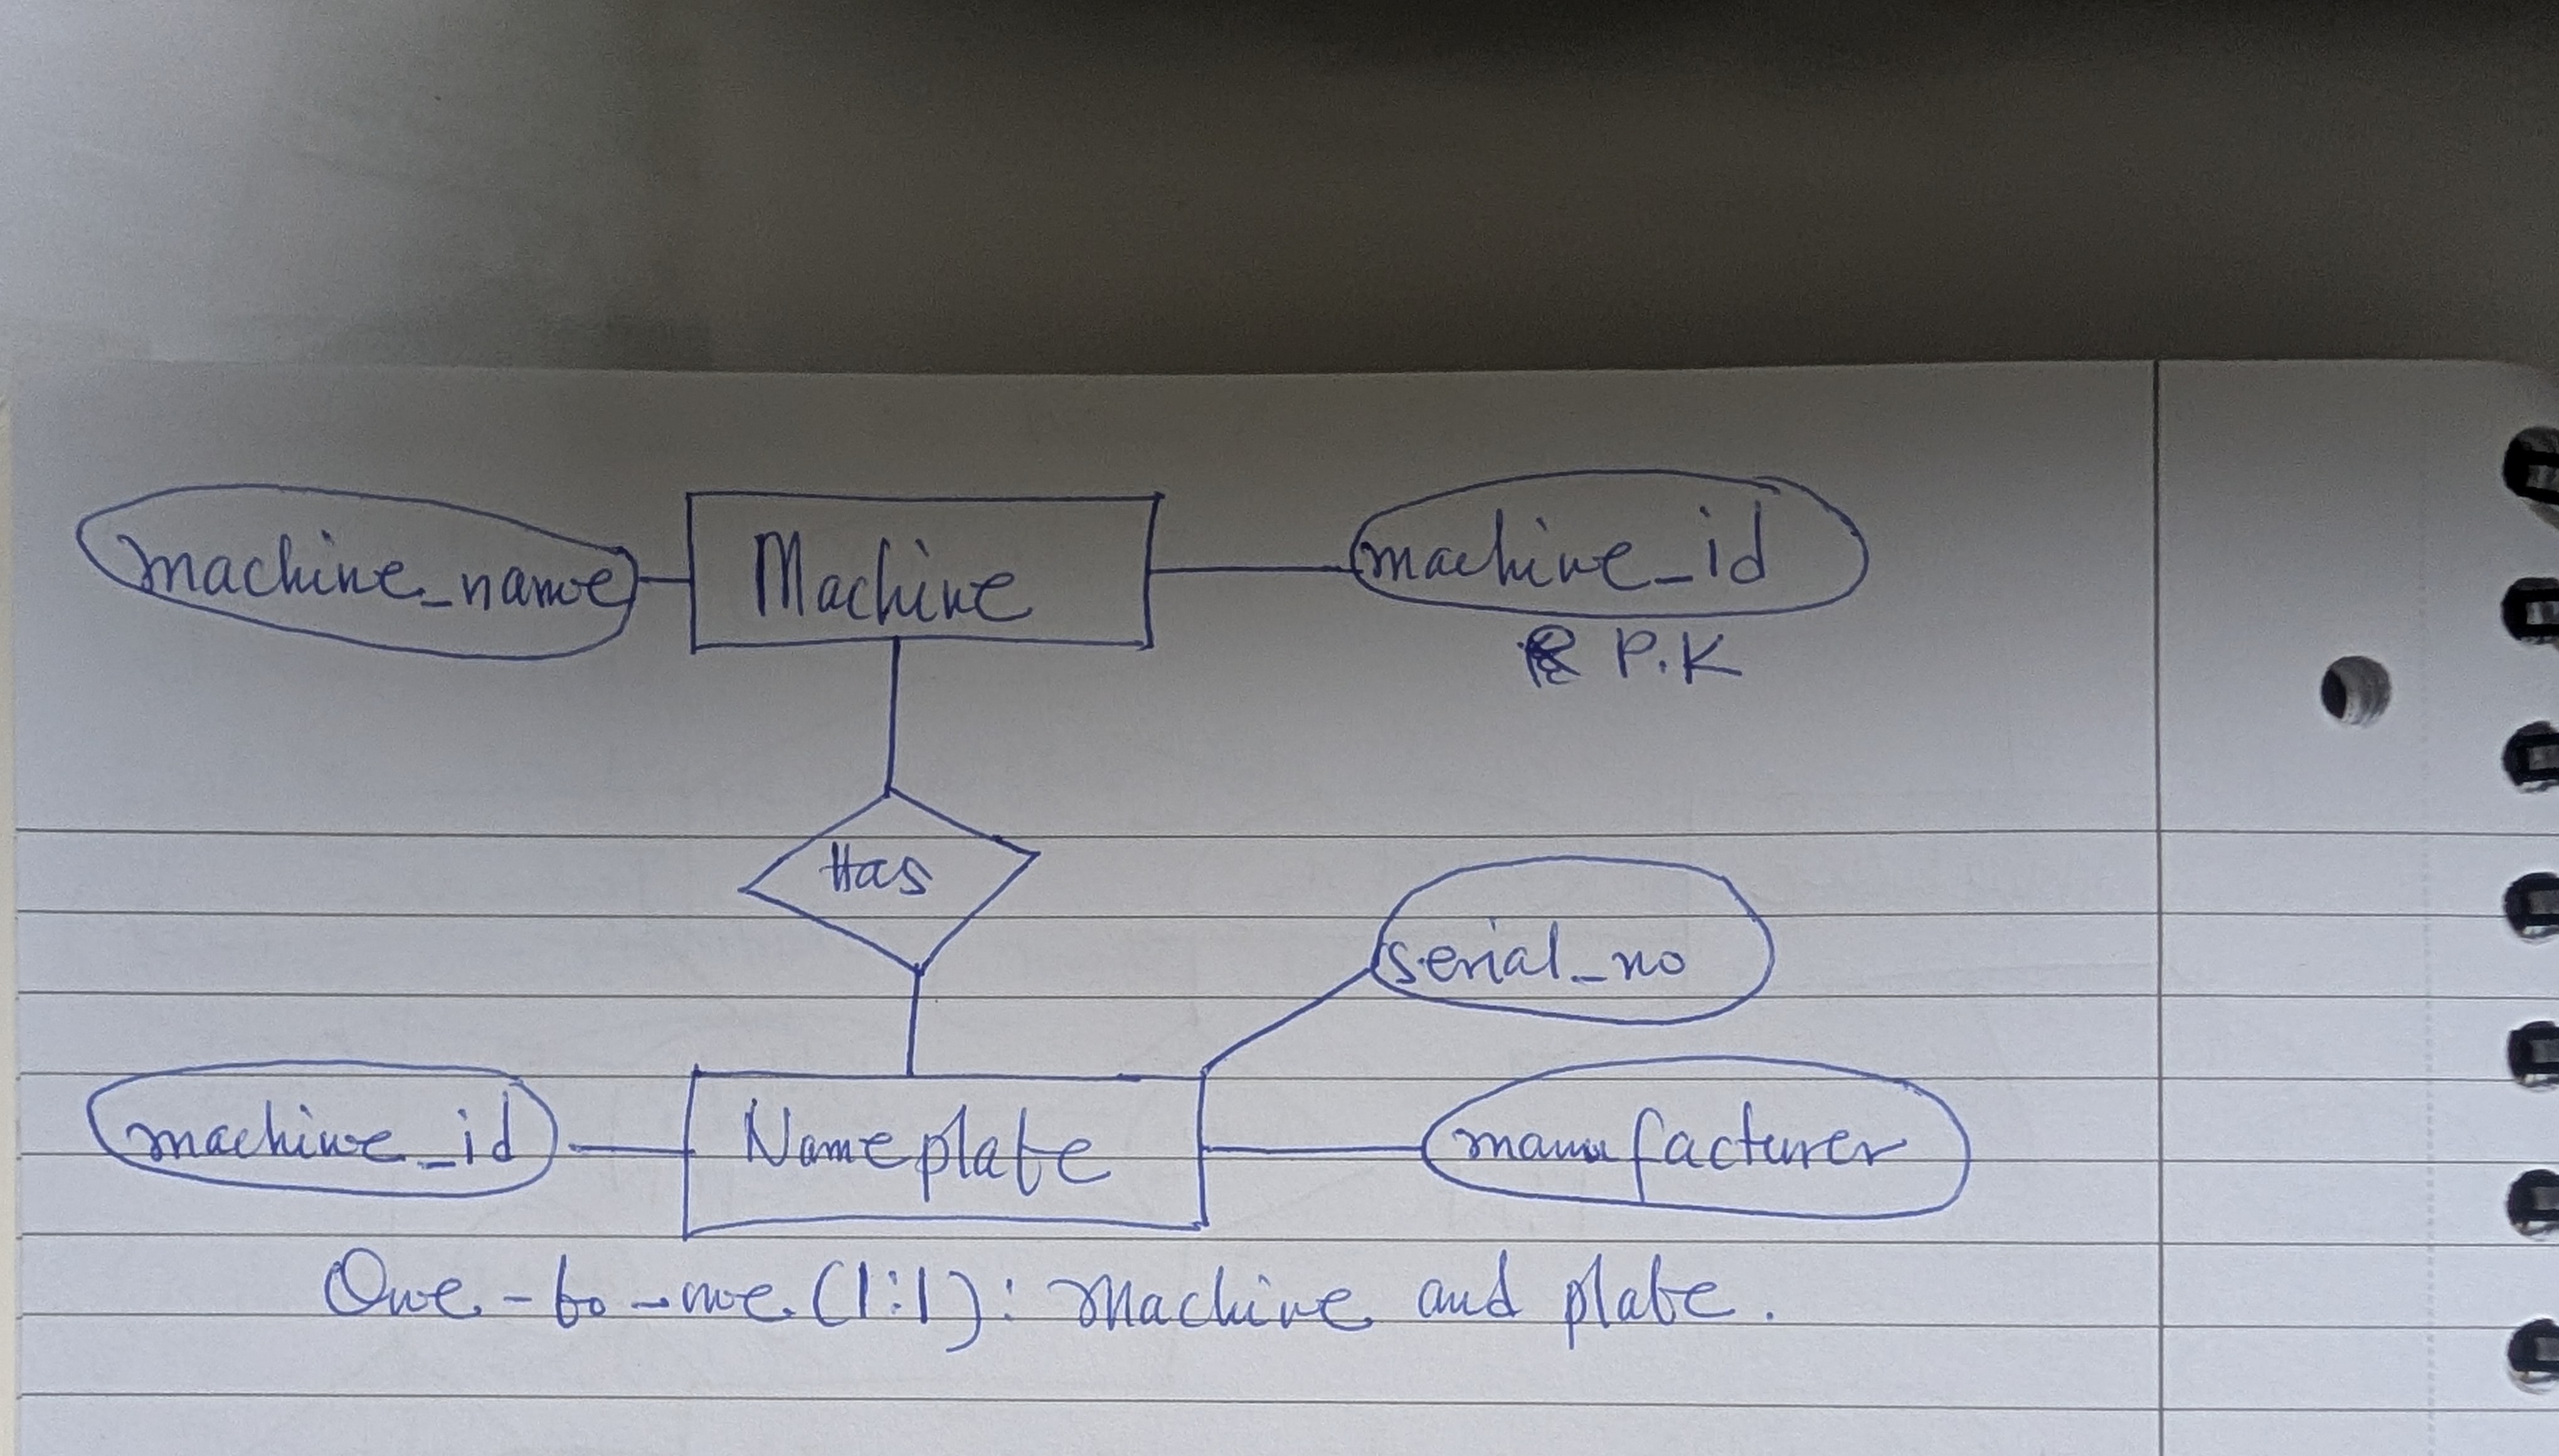 machine_name Machine machine_id
P.K
Has
serial_no
machine_id Nameplate manufacturer
One-to-one (1:1): Machine and plate.